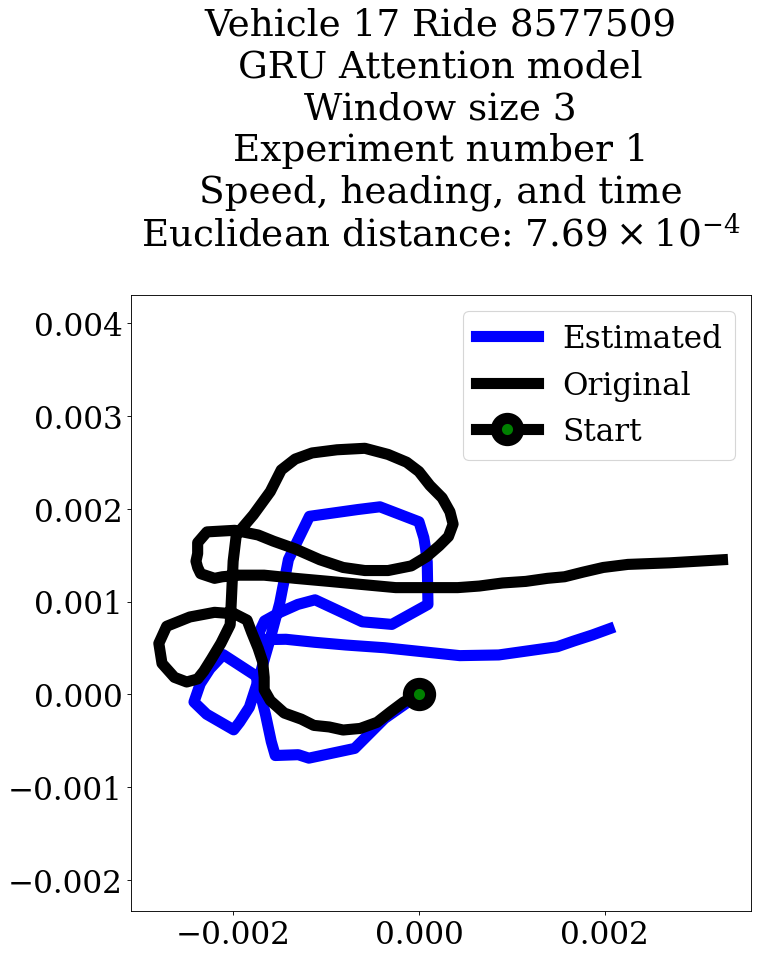 Vehicle 17 Ride 8577509
GRU Attention model
Window size 3
Experiment number 1
Speed, heading, and time
Euclidean distance: 7.69 × 10⁻⁴
Estimated
Original
Start
0.004
0.003
0.002
0.001
0.000
−0.001
−0.002
−0.002 0.000 0.002